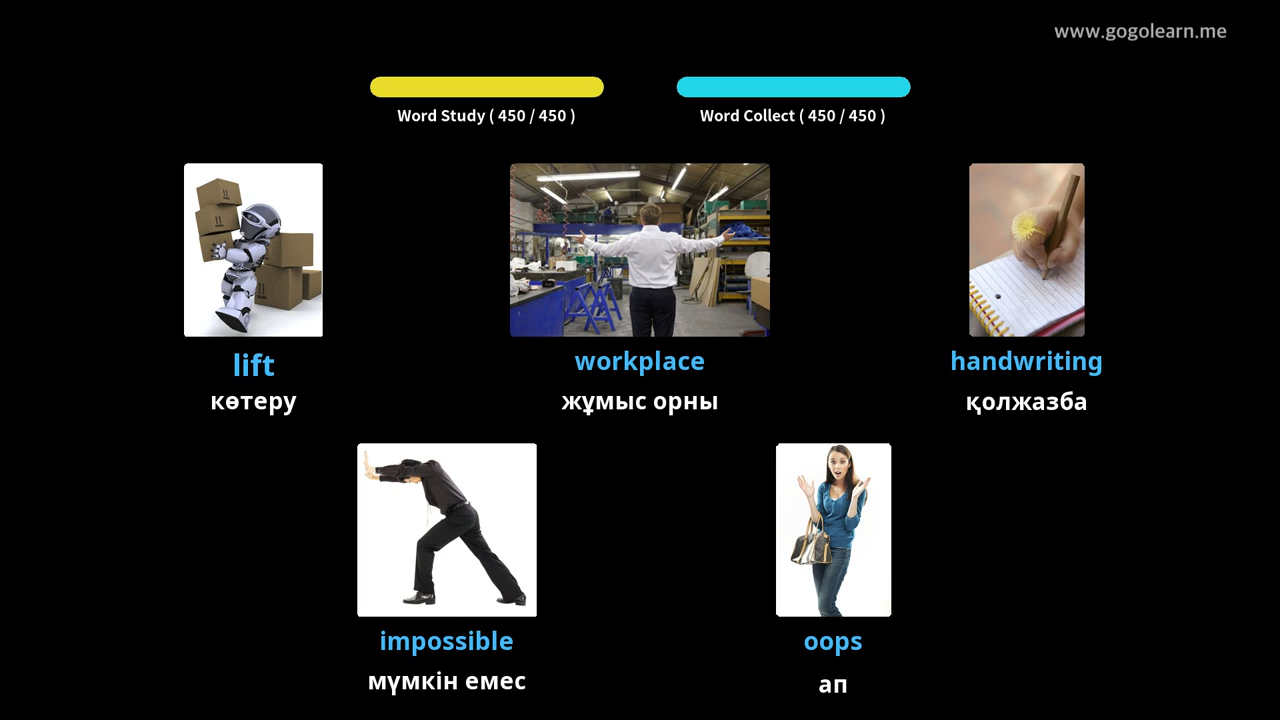 www.gogolearn.me
Word Study ( 450 / 450 )
Word Collect ( 450 / 450 )
lift
көтеру
workplace
жұмыс орны
handwriting
қолжазба
impossible
мүмкін емес
oops
ап